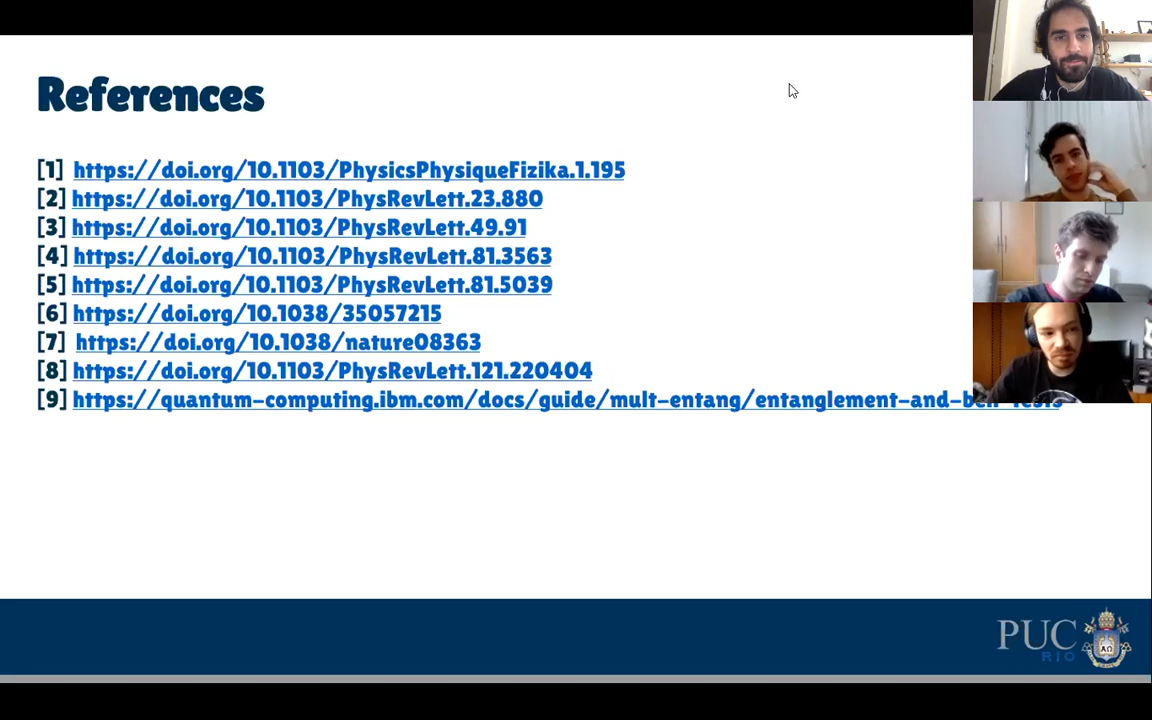 References
[1] https://doi.org/10.1103/PhysicsPhysiqueFizika.1.195
[2] https://doi.org/10.1103/PhysRevLett.23.880
[3] https://doi.org/10.1103/PhysRevLett.49.91
[4] https://doi.org/10.1103/PhysRevLett.81.3563
[5] https://doi.org/10.1103/PhysRevLett.81.5039
[6] https://doi.org/10.1038/35057215
[7] https://doi.org/10.1038/nature08363
[8] https://doi.org/10.1103/PhysRevLett.121.220404
[9] https://quantum-computing.ibm.com/docs/guide/mult-entang/entanglement-and-bell-tests
PUC
RIO
ΑΩ